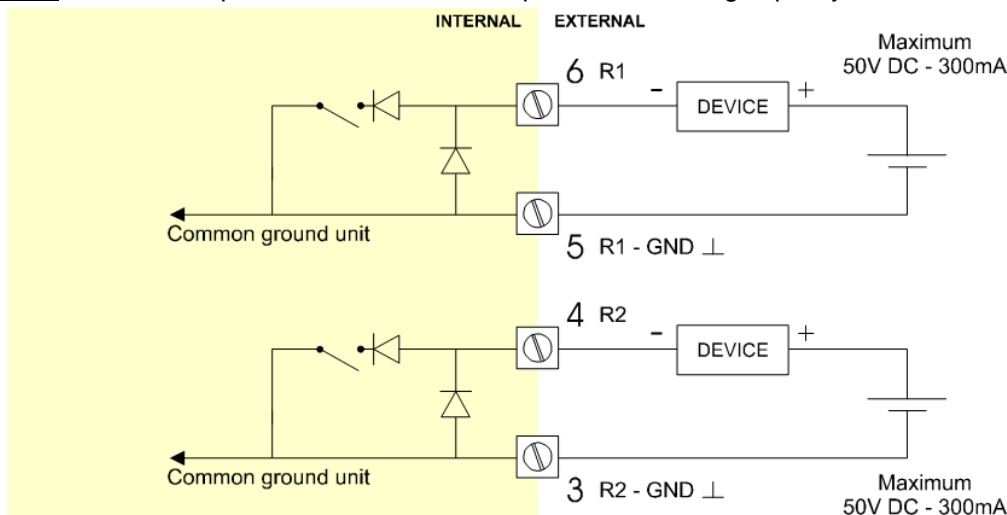 INTERNAL EXTERNAL
Maximum
50V DC - 300mA
6 R1
- DEVICE +
Common ground unit
5 R1 - GND ⊥
4 R2
- DEVICE +
Common ground unit
3 R2 - GND ⊥
Maximum
50V DC - 300mA